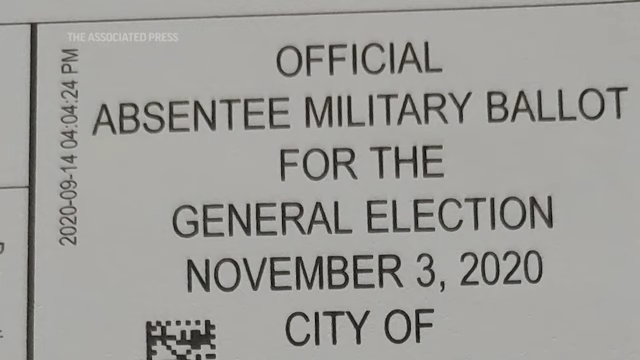 THE ASSOCIATED PRESS
2020-09-14 04:04:24 PM
OFFICIAL
ABSENTEE MILITARY BALLOT
FOR THE
GENERAL ELECTION
NOVEMBER 3, 2020
CITY OF